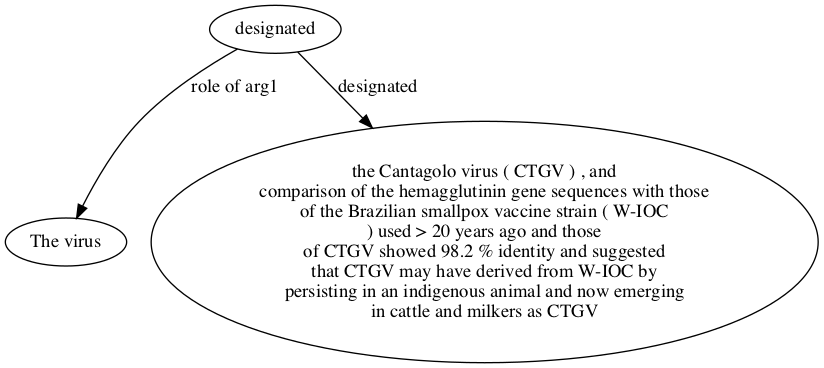 designated
role of arg1
designated
The virus
the Cantagolo virus ( CTGV ) , and
comparison of the hemagglutinin gene sequences with those
of the Brazilian smallpox vaccine strain ( W-IOC
) used > 20 years ago and those
of CTGV showed 98.2 % identity and suggested
that CTGV may have derived from W-IOC by
persisting in an indigenous animal and now emerging
in cattle and milkers as CTGV